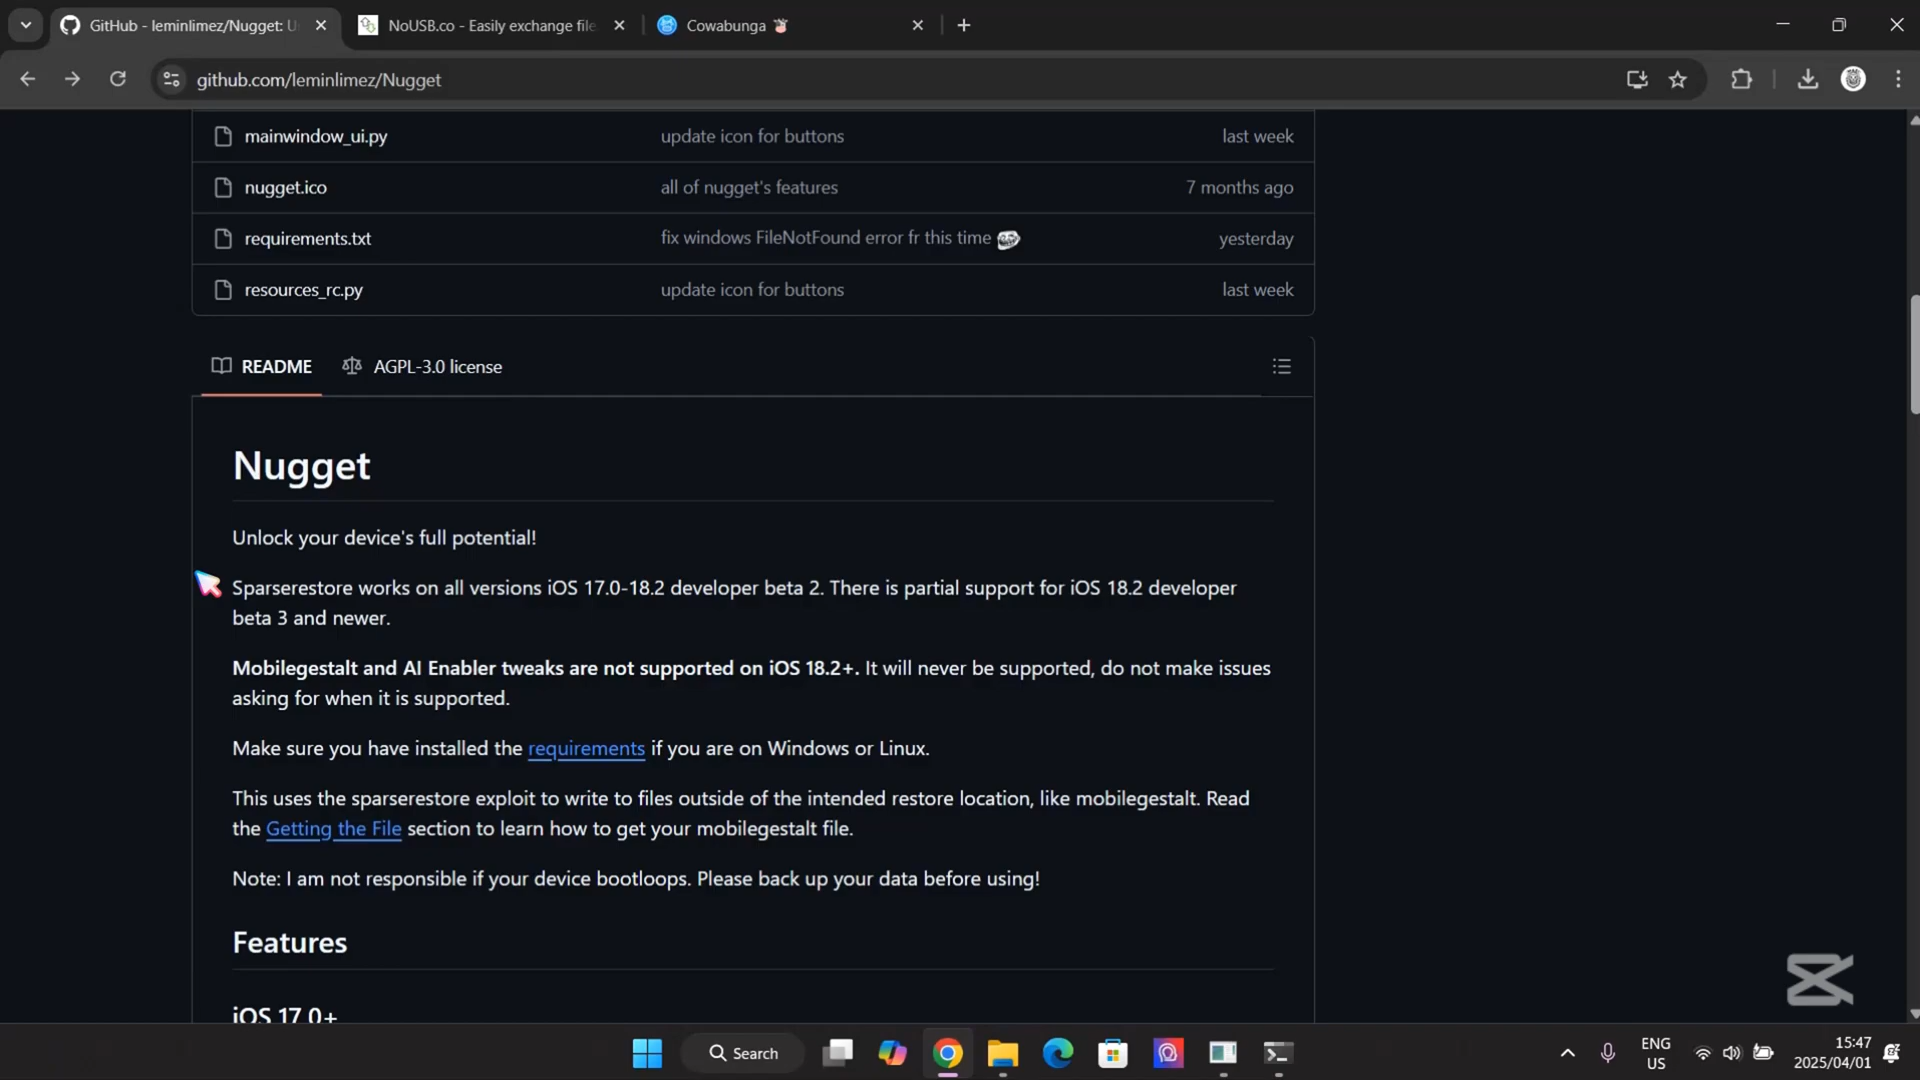 GitHub - leminlimez/Nugget: U
NoUSB.co - Easily exchange file
Cowabunga
github.com/leminlimez/Nugget
mainwindow_ui.py update icon for buttons last week
nugget.ico all of nugget's features 7 months ago
requirements.txt fix windows FileNotFound error fr this time yesterday
resources_rc.py update icon for buttons last week
README AGPL-3.0 license
Nugget
Unlock your device's full potential!
Sparserestore works on all versions iOS 17.0-18.2 developer beta 2. There is partial support for iOS 18.2 developer
beta 3 and newer.
Mobilegestalt and AI Enabler tweaks are not supported on iOS 18.2+. It will never be supported, do not make issues
asking for when it is supported.
Make sure you have installed the requirements if you are on Windows or Linux.
This uses the sparserestore exploit to write to files outside of the intended restore location, like mobilegestalt. Read
the Getting the File section to learn how to get your mobilegestalt file.
Note: I am not responsible if your device bootloops. Please back up your data before using!
Features
iOS 17.0+
Search
ENG
US
15:47
2025/04/01